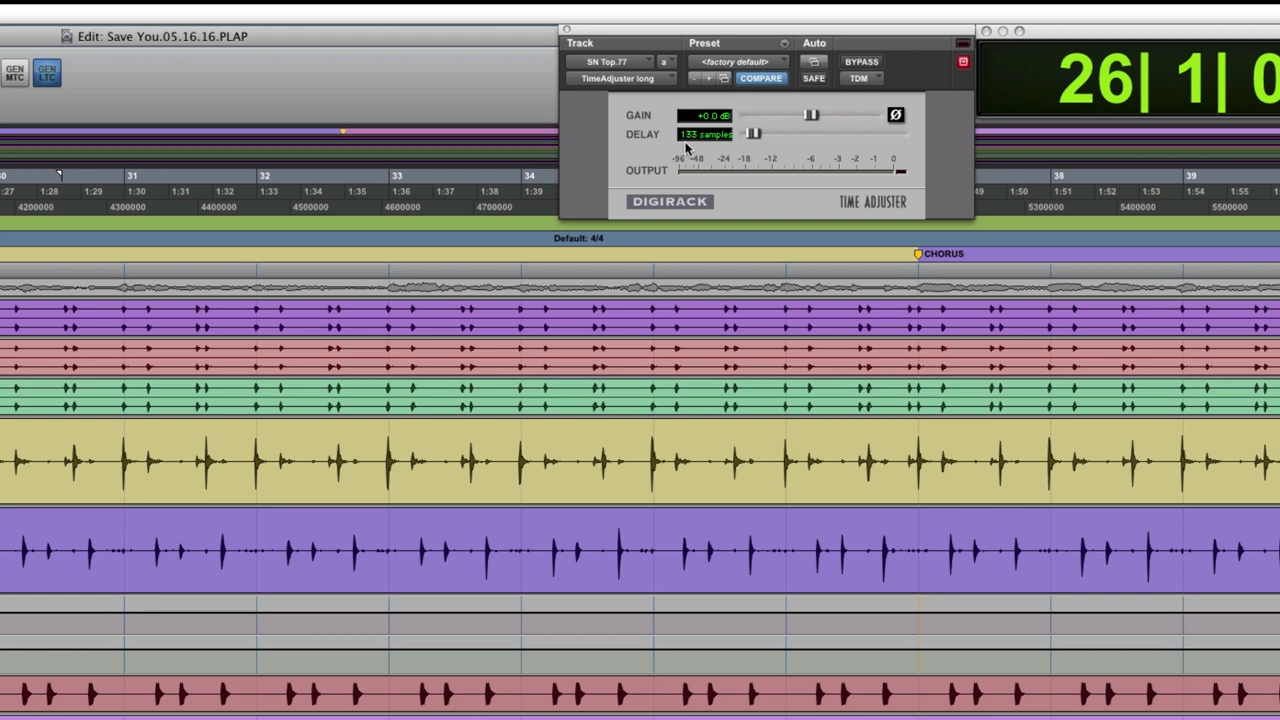 Edit: Save You.05.16.16.PLAP
GEN MTC
GEN LTC
Track Preset Auto
SN Top.77 a <factory default> BYPASS
TimeAdjuster long - + COMPARE SAFE TDM
26| 1| 0
GAIN +0.0 dB Ø
DELAY 133 samples
-96 -48 -24 -18 -12 -6 -3 -2 -1 0
OUTPUT
DIGIRACK TIME ADJUSTER
30 31 32 33 34 38 39
:27 1:28 1:29 1:30 1:31 1:32 1:33 1:34 1:35 1:36 1:37 1:38 1:39 49 1:50 1:51 1:52 1:53 1:54 1:55
4200000 4300000 4400000 4500000 4600000 4700000 5300000 5400000 5500000
Default: 4/4
CHORUS